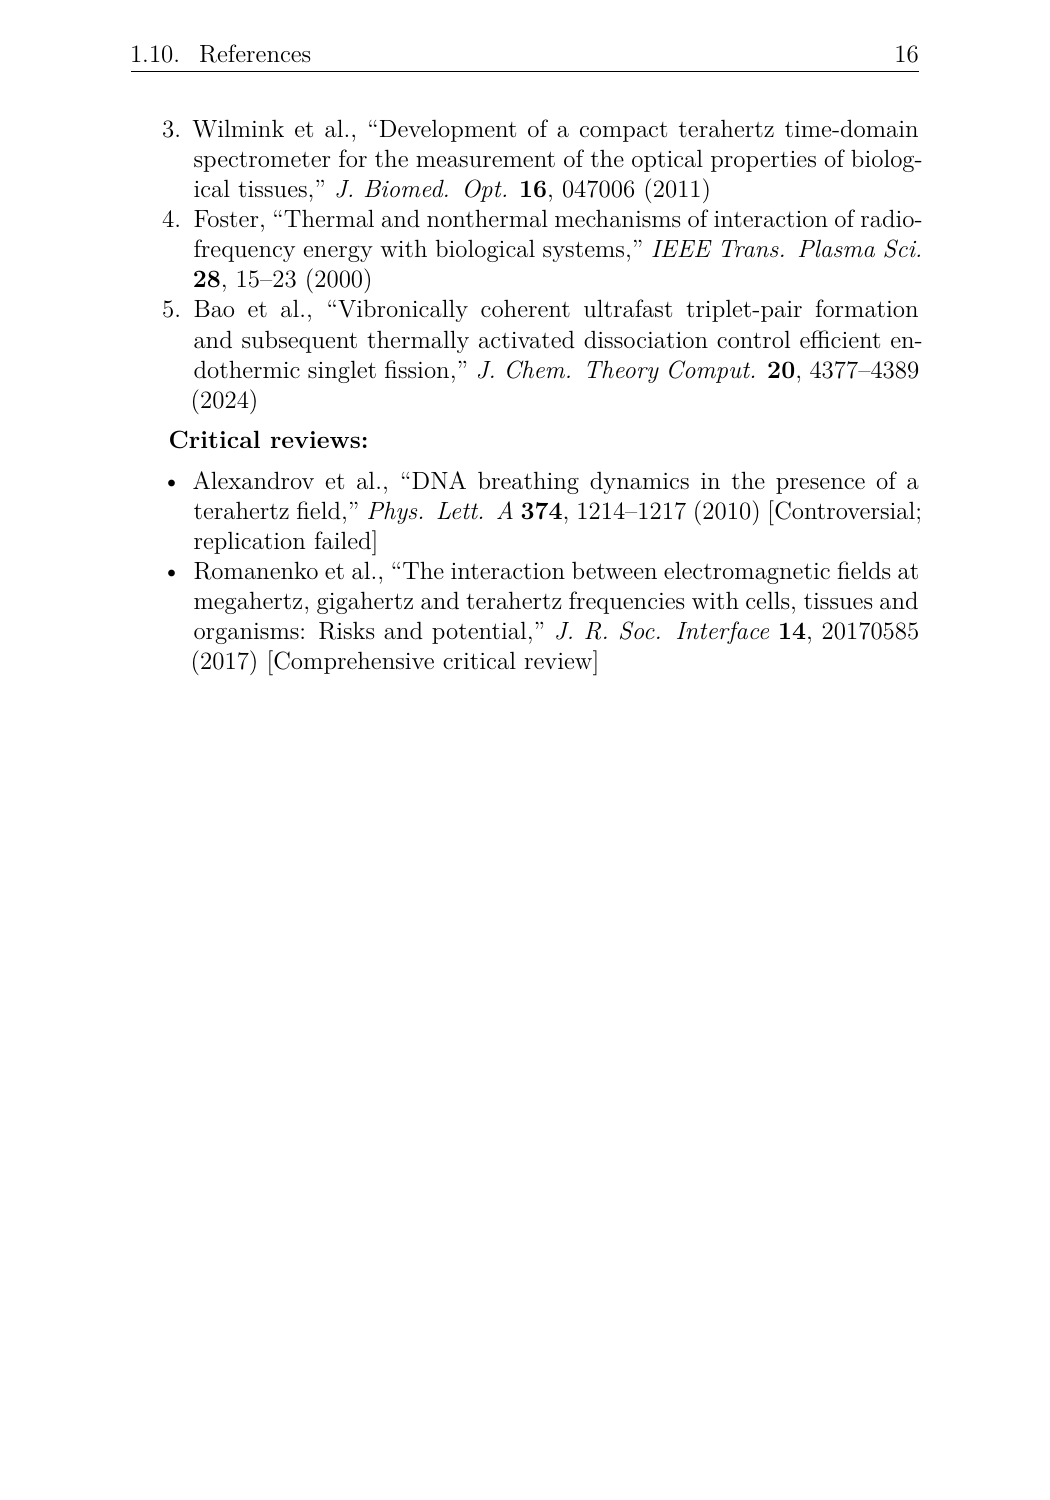 1.10. References 16
3. Wilmink et al., “Development of a compact terahertz time-domain
spectrometer for the measurement of the optical properties of biolog-
ical tissues,” J. Biomed. Opt. 16, 047006 (2011)
4. Foster, “Thermal and nonthermal mechanisms of interaction of radio-
frequency energy with biological systems,” IEEE Trans. Plasma Sci.
28, 15–23 (2000)
5. Bao et al., “Vibronically coherent ultrafast triplet-pair formation
and subsequent thermally activated dissociation control efficient en-
dothermic singlet fission,” J. Chem. Theory Comput. 20, 4377–4389
(2024)
Critical reviews:
• Alexandrov et al., “DNA breathing dynamics in the presence of a
terahertz field,” Phys. Lett. A 374, 1214–1217 (2010) [Controversial;
replication failed]
• Romanenko et al., “The interaction between electromagnetic fields at
megahertz, gigahertz and terahertz frequencies with cells, tissues and
organisms: Risks and potential,” J. R. Soc. Interface 14, 20170585
(2017) [Comprehensive critical review]